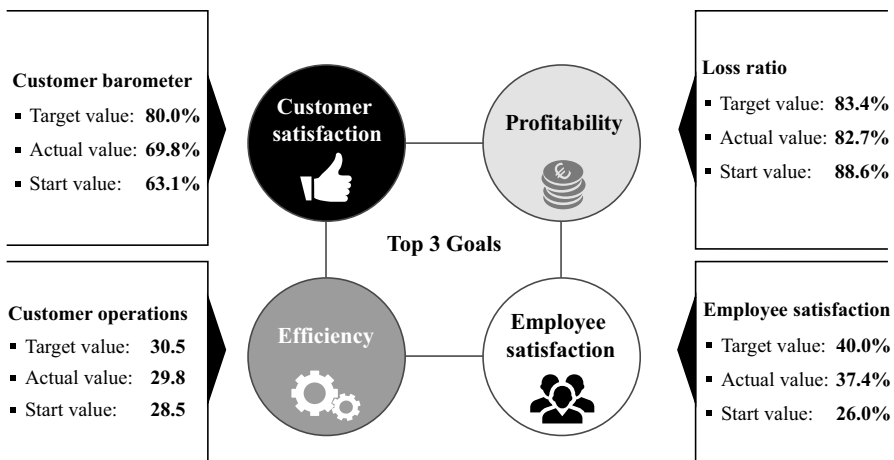 Customer barometer
▪ Target value: 80.0%
▪ Actual value: 69.8%
▪ Start value: 63.1%
Customer
satisfaction
Profitability
€
Loss ratio
▪ Target value: 83.4%
▪ Actual value: 82.7%
▪ Start value: 88.6%
Top 3 Goals
Customer operations
▪ Target value: 30.5
▪ Actual value: 29.8
▪ Start value: 28.5
Efficiency
Employee
satisfaction
Employee satisfaction
▪ Target value: 40.0%
▪ Actual value: 37.4%
▪ Start value: 26.0%